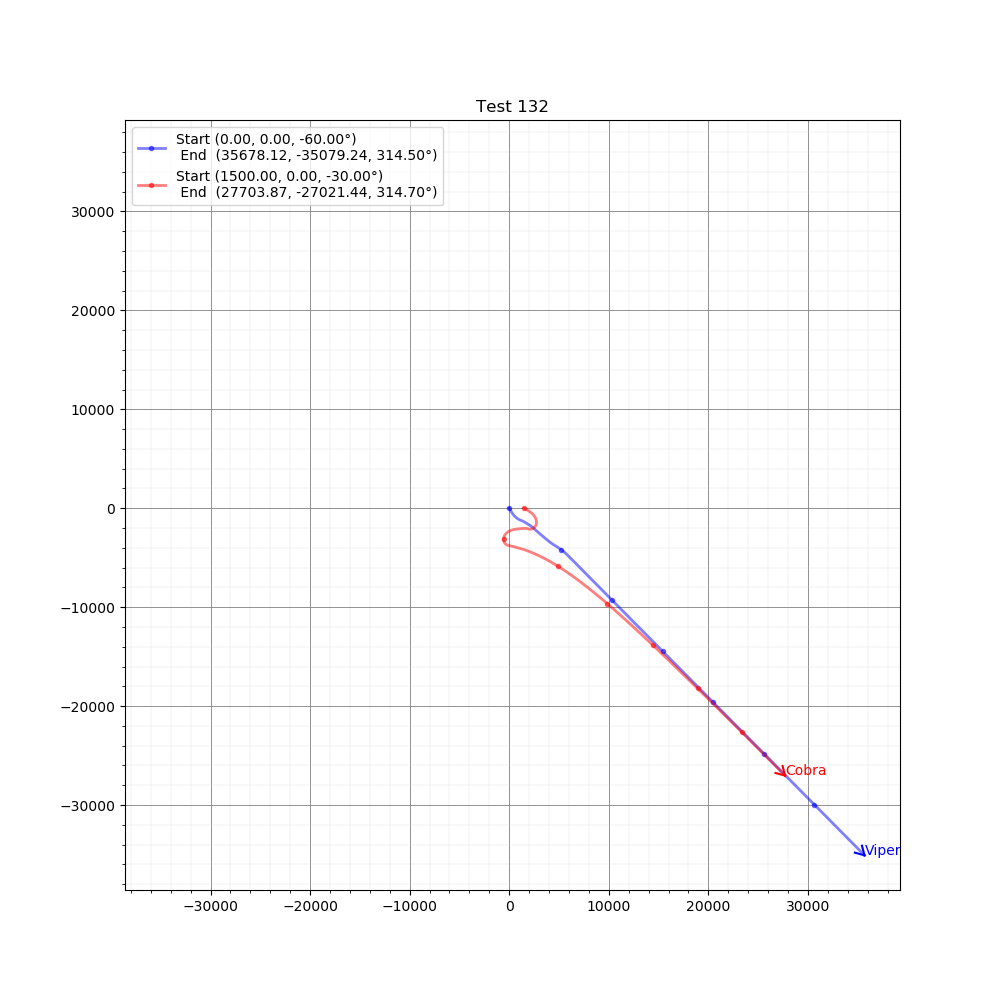 Test 132
Start (0.00, 0.00, -60.00°)
End  (35678.12, -35079.24, 314.50°)
Start (1500.00, 0.00, -30.00°)
End  (27703.87, -27021.44, 314.70°)
30000
20000
10000
0
−10000
−20000
−30000
Cobra
Viper
−30000
−20000
−10000
0
10000
20000
30000